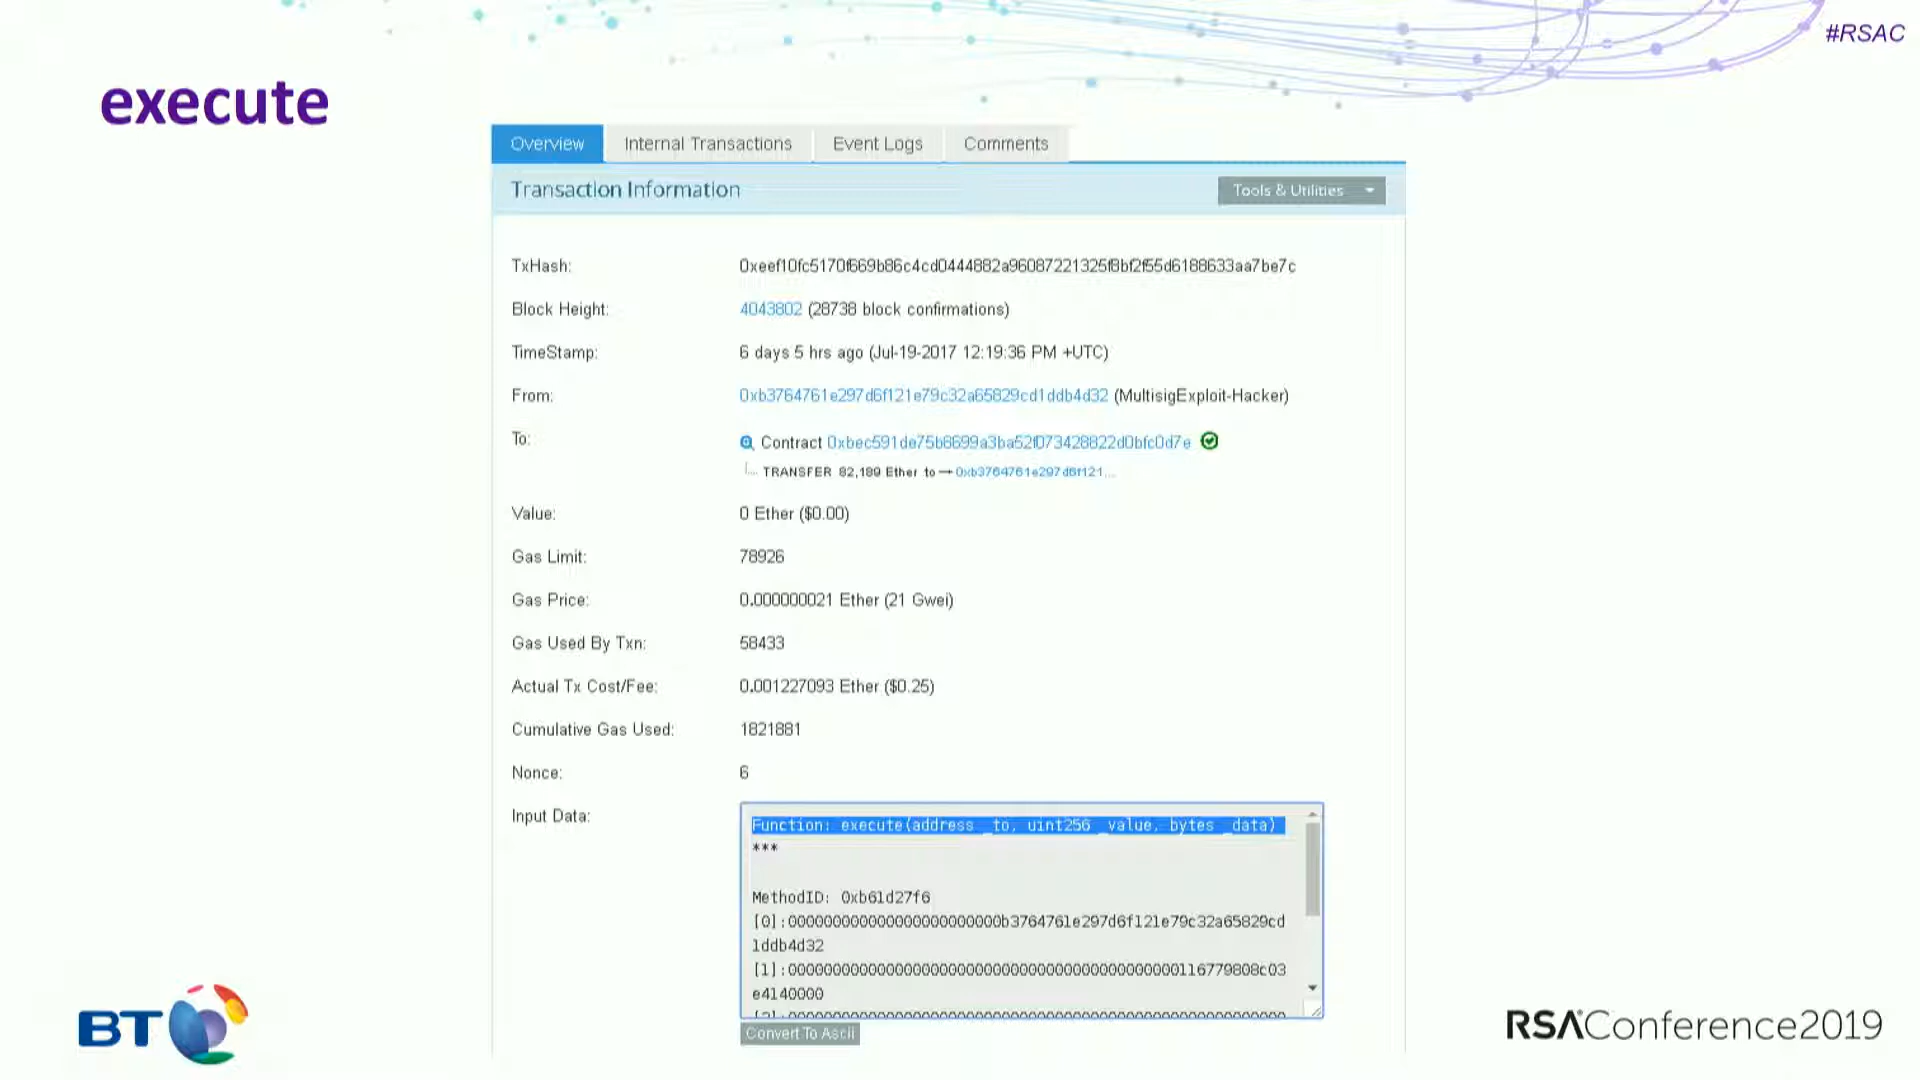 #RSAC
execute
Overview Internal Transactions Event Logs Comments
Transaction Information Tools & Utilities
TxHash: 0xeef10fc5170f669b86c4cd0444882a96087221325f8bf2f55d6188633aa7be7c
Block Height: 4043802 (28738 block confirmations)
TimeStamp: 6 days 5 hrs ago (Jul-19-2017 12:19:36 PM +UTC)
From: 0xb3764761e297d6f121e79c32a65829cd1ddb4d32 (MultisigExploit-Hacker)
To: Contract 0xbec591de75b8699a3ba52f073428822d0bfc0d7e
TRANSFER 82,189 Ether to 0xb3764761e297d6f121...
Value: 0 Ether ($0.00)
Gas Limit: 78926
Gas Price: 0.000000021 Ether (21 Gwei)
Gas Used By Txn: 58433
Actual Tx Cost/Fee: 0.001227093 Ether ($0.25)
Cumulative Gas Used: 1821881
Nonce: 6
Input Data: Function: execute(address _to, uint256 _value, bytes _data)
***
MethodID: 0xb61d27f6
[0]:000000000000000000000000b3764761e297d6f121e79c32a65829cd
1ddb4d32
[1]:00000000000000000000000000000000000000000000116779808c03
e4140000
Convert To Ascii
BT
RSAConference2019